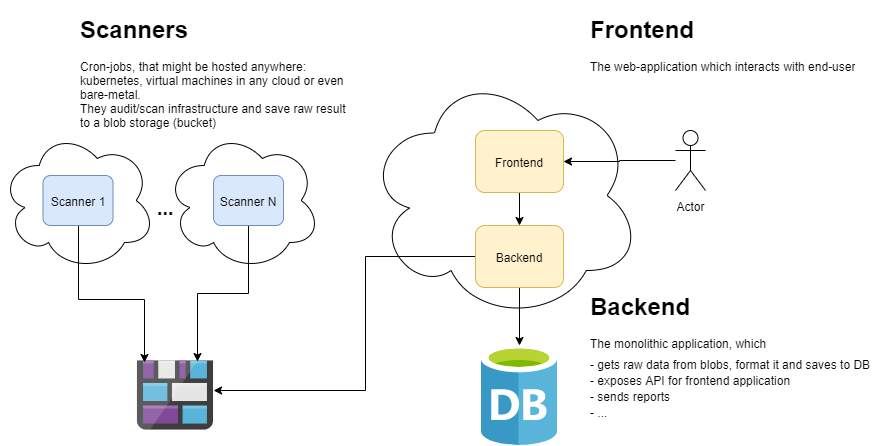 Scanners
Cron-jobs, that might be hosted anywhere:
kubernetes, virtual machines in any cloud or even
bare-metal.
They audit/scan infrastructure and save raw result
to a blob storage (bucket)
Scanner 1
...
Scanner N
Frontend
The web-application which interacts with end-user
Frontend
Actor
Backend
Backend
The monolithic application, which
- gets raw data from blobs, format it and saves to DB
- exposes API for frontend application
- sends reports
- ...
DB